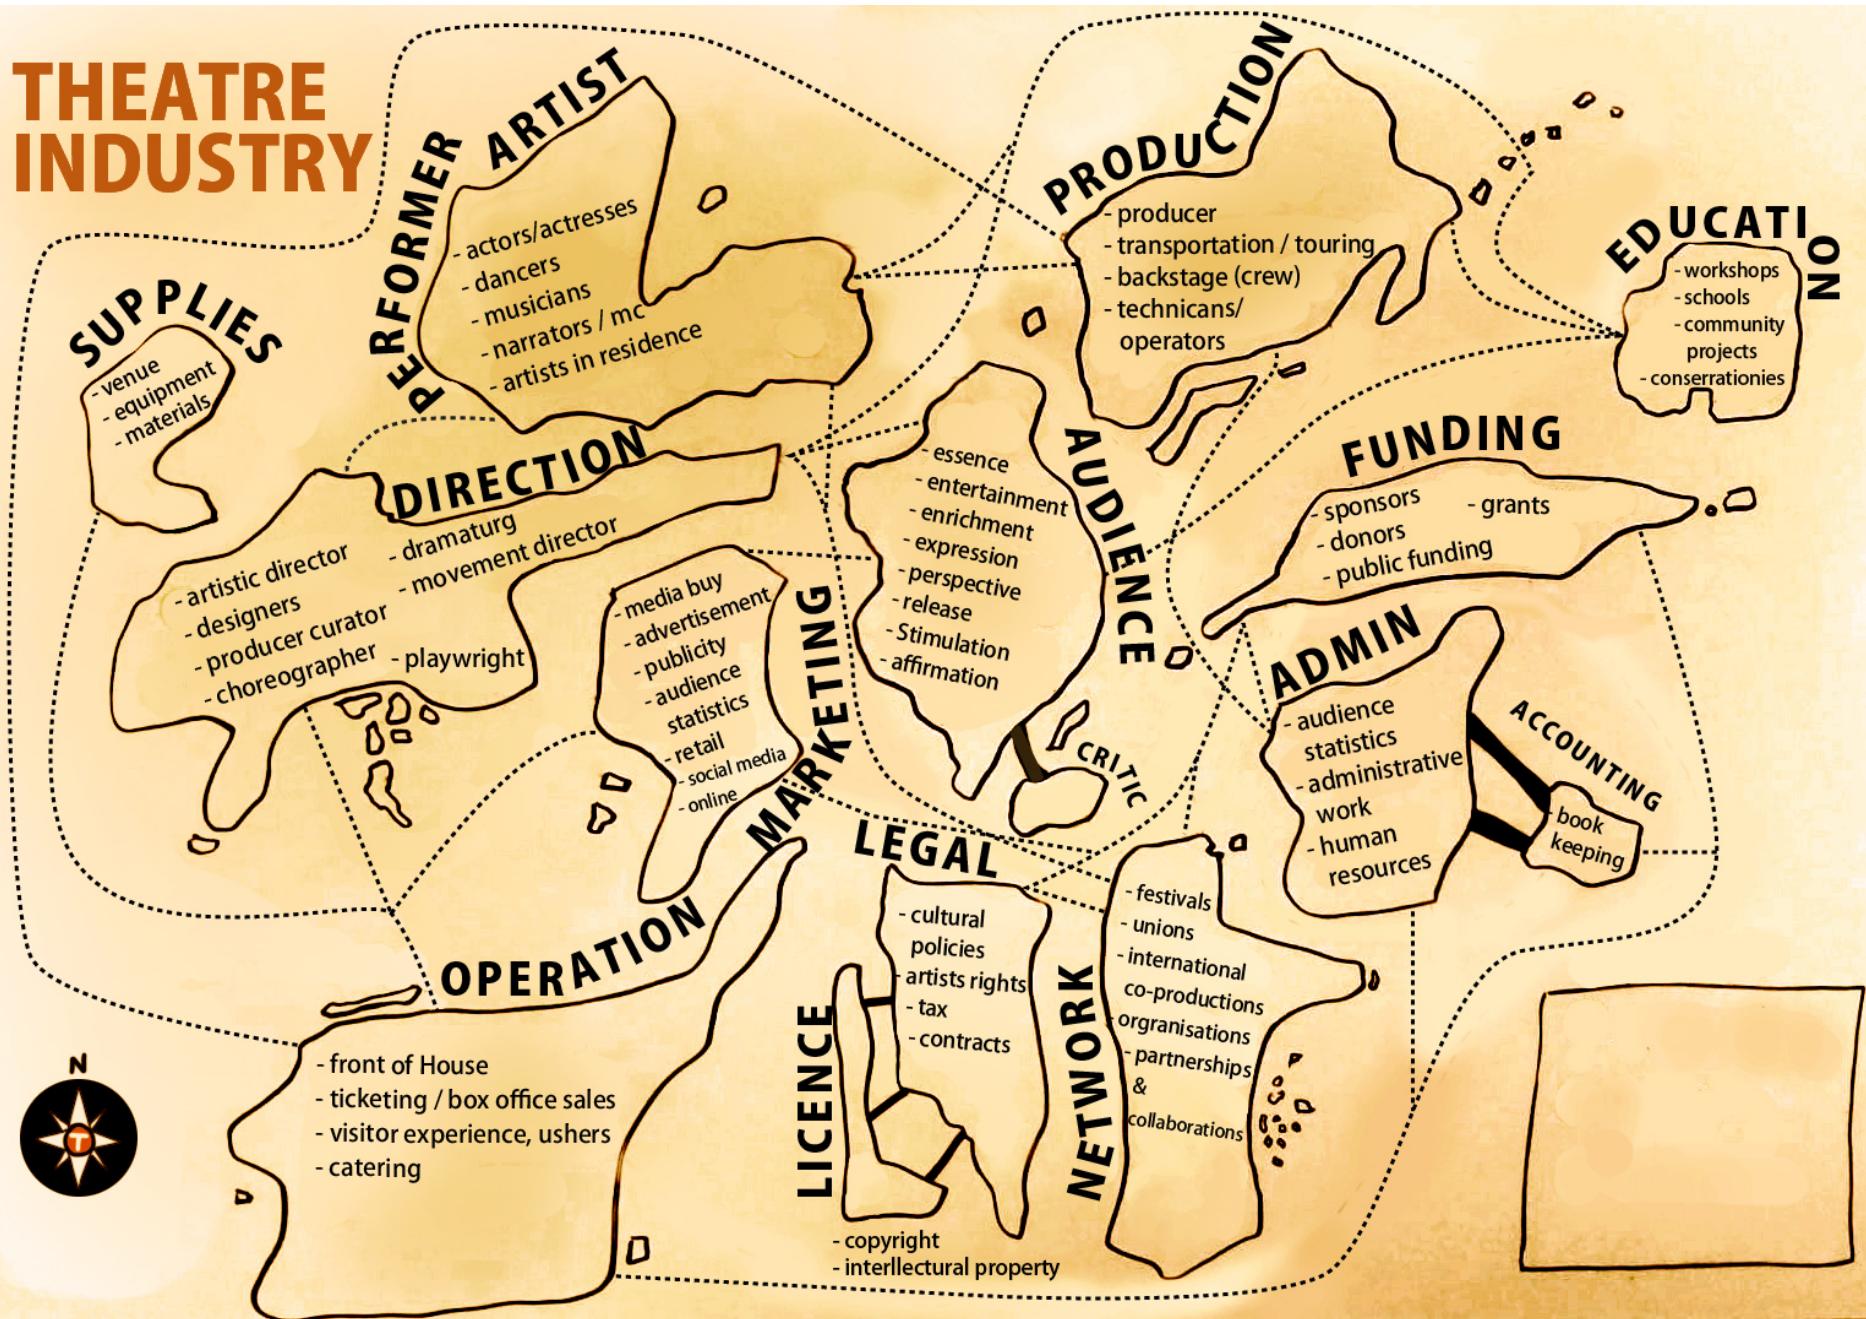 THEATRE
INDUSTRY
PERFORMER ARTIST
- actors/actresses
- dancers
- musicians
- narrators / mc
- artists in residence
PRODUCTION
- producer
- transportation / touring
- backstage (crew)
- technicans/
operators
EDUCATION
- workshops
- schools
- community
projects
- conserrationies
SUPPLIES
- venue
- equipment
- materials
DIRECTION
- artistic director
- designers
- producer curator
- choreographer
- dramaturg
- movement director
- playwright
MARKETING
- media buy
- advertisement
- publicity
- audience
statistics
- retail
- social media
- online
AUDIENCE
- essence
- entertainment
- enrichment
- expression
- perspective
- release
- Stimulation
- affirmation
CRITIC
FUNDING
- sponsors
- donors
- public funding
- grants
ADMIN
- audience
statistics
- administrative
work
- human
resources
ACCOUNTING
- book
keeping
OPERATION
- front of House
- ticketing / box office sales
- visitor experience, ushers
- catering
LEGAL
- cultural
policies
- artists rights
- tax
- contracts
LICENCE
- copyright
- interllectural property
NETWORK
- festivals
- unions
- international
co-productions
- orgranisations
- partnerships
&
collaborations
N
T